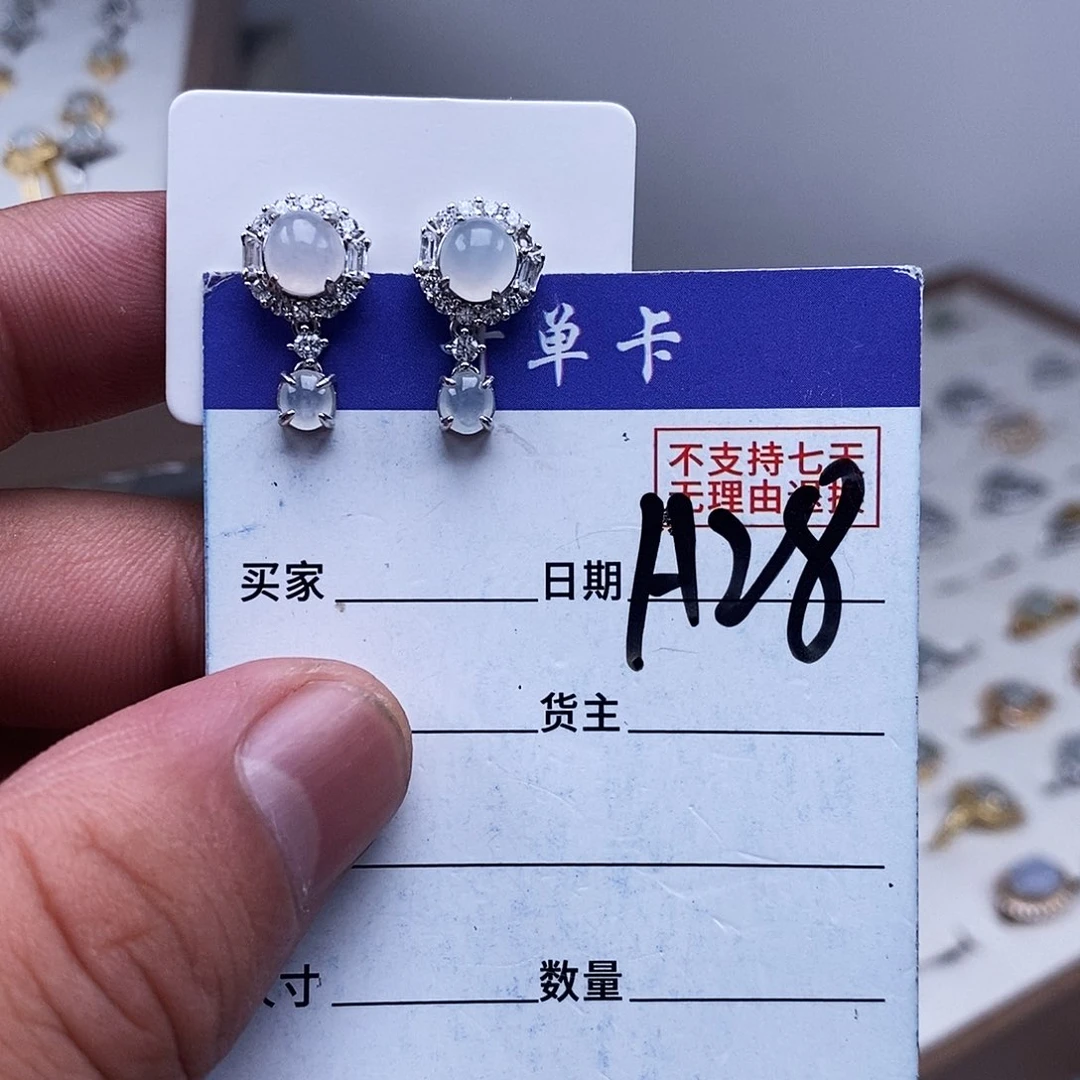 单卡
不支持七天
无理由退换
买家 日期 A28
货主
寸 数量